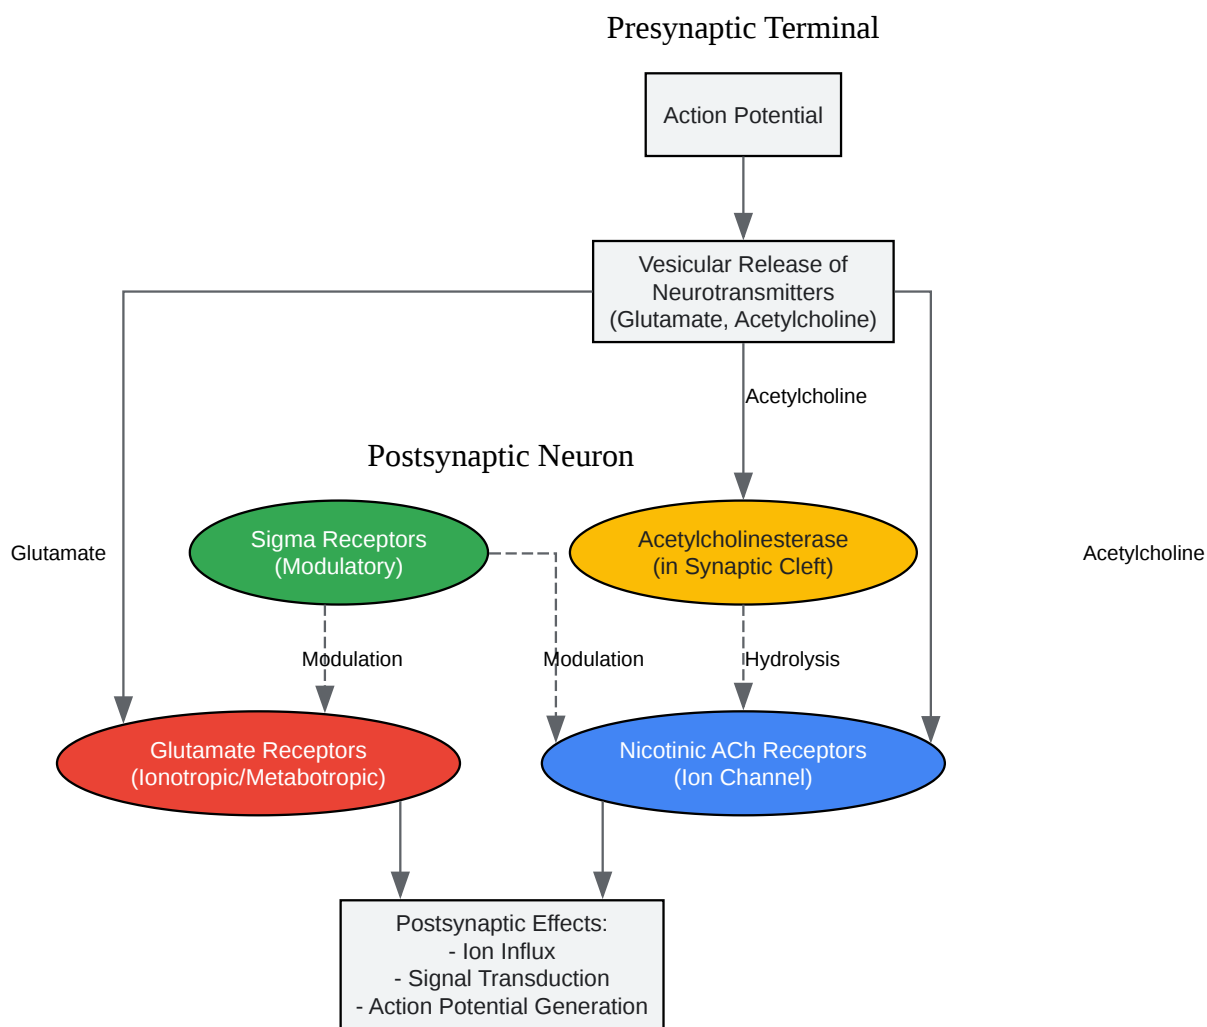 Presynaptic Terminal
Action Potential
Vesicular Release of
Neurotransmitters
(Glutamate, Acetylcholine)
Acetylcholine
Postsynaptic Neuron
Glutamate
Sigma Receptors
(Modulatory)
Acetylcholinesterase
(in Synaptic Cleft)
Acetylcholine
Modulation
Modulation
Hydrolysis
Glutamate Receptors
(Ionotropic/Metabotropic)
Nicotinic ACh Receptors
(Ion Channel)
Postsynaptic Effects:
- Ion Influx
- Signal Transduction
- Action Potential Generation